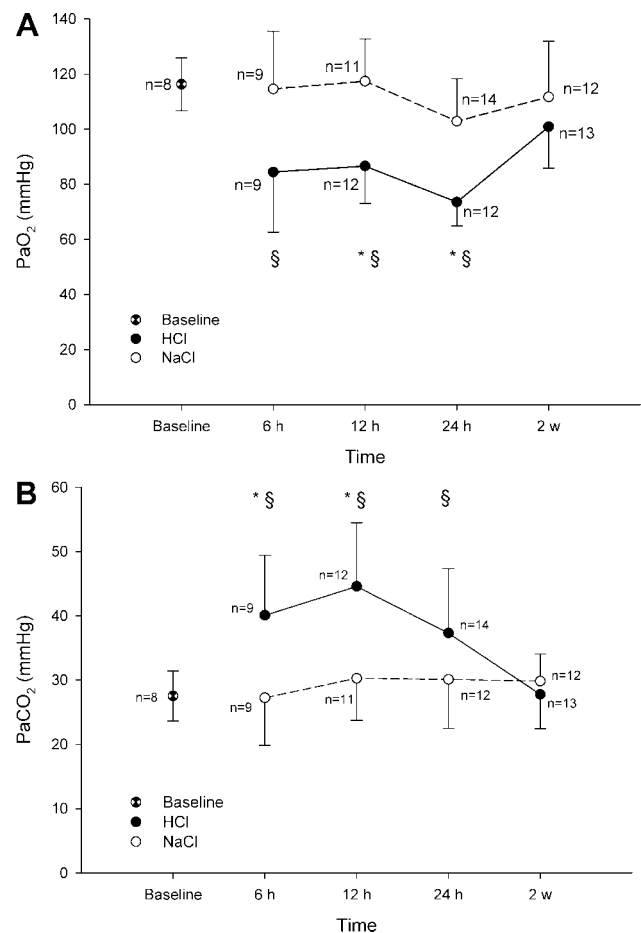 A
140
120
100
80
60
40
20
0
PaO2 (mmHg)
n=8
n=9
n=11
n=14
n=12
n=9
n=12
n=12
n=13
§
* §
* §
Baseline
HCl
NaCl
Baseline 6 h 12 h 24 h 2 w
Time
B
60
50
40
30
20
10
0
PaCO2 (mmHg)
* §
* §
§
n=8
n=9
n=12
n=14
n=12
n=9
n=11
n=12
n=13
Baseline
HCl
NaCl
Baseline 6 h 12 h 24 h 2 w
Time